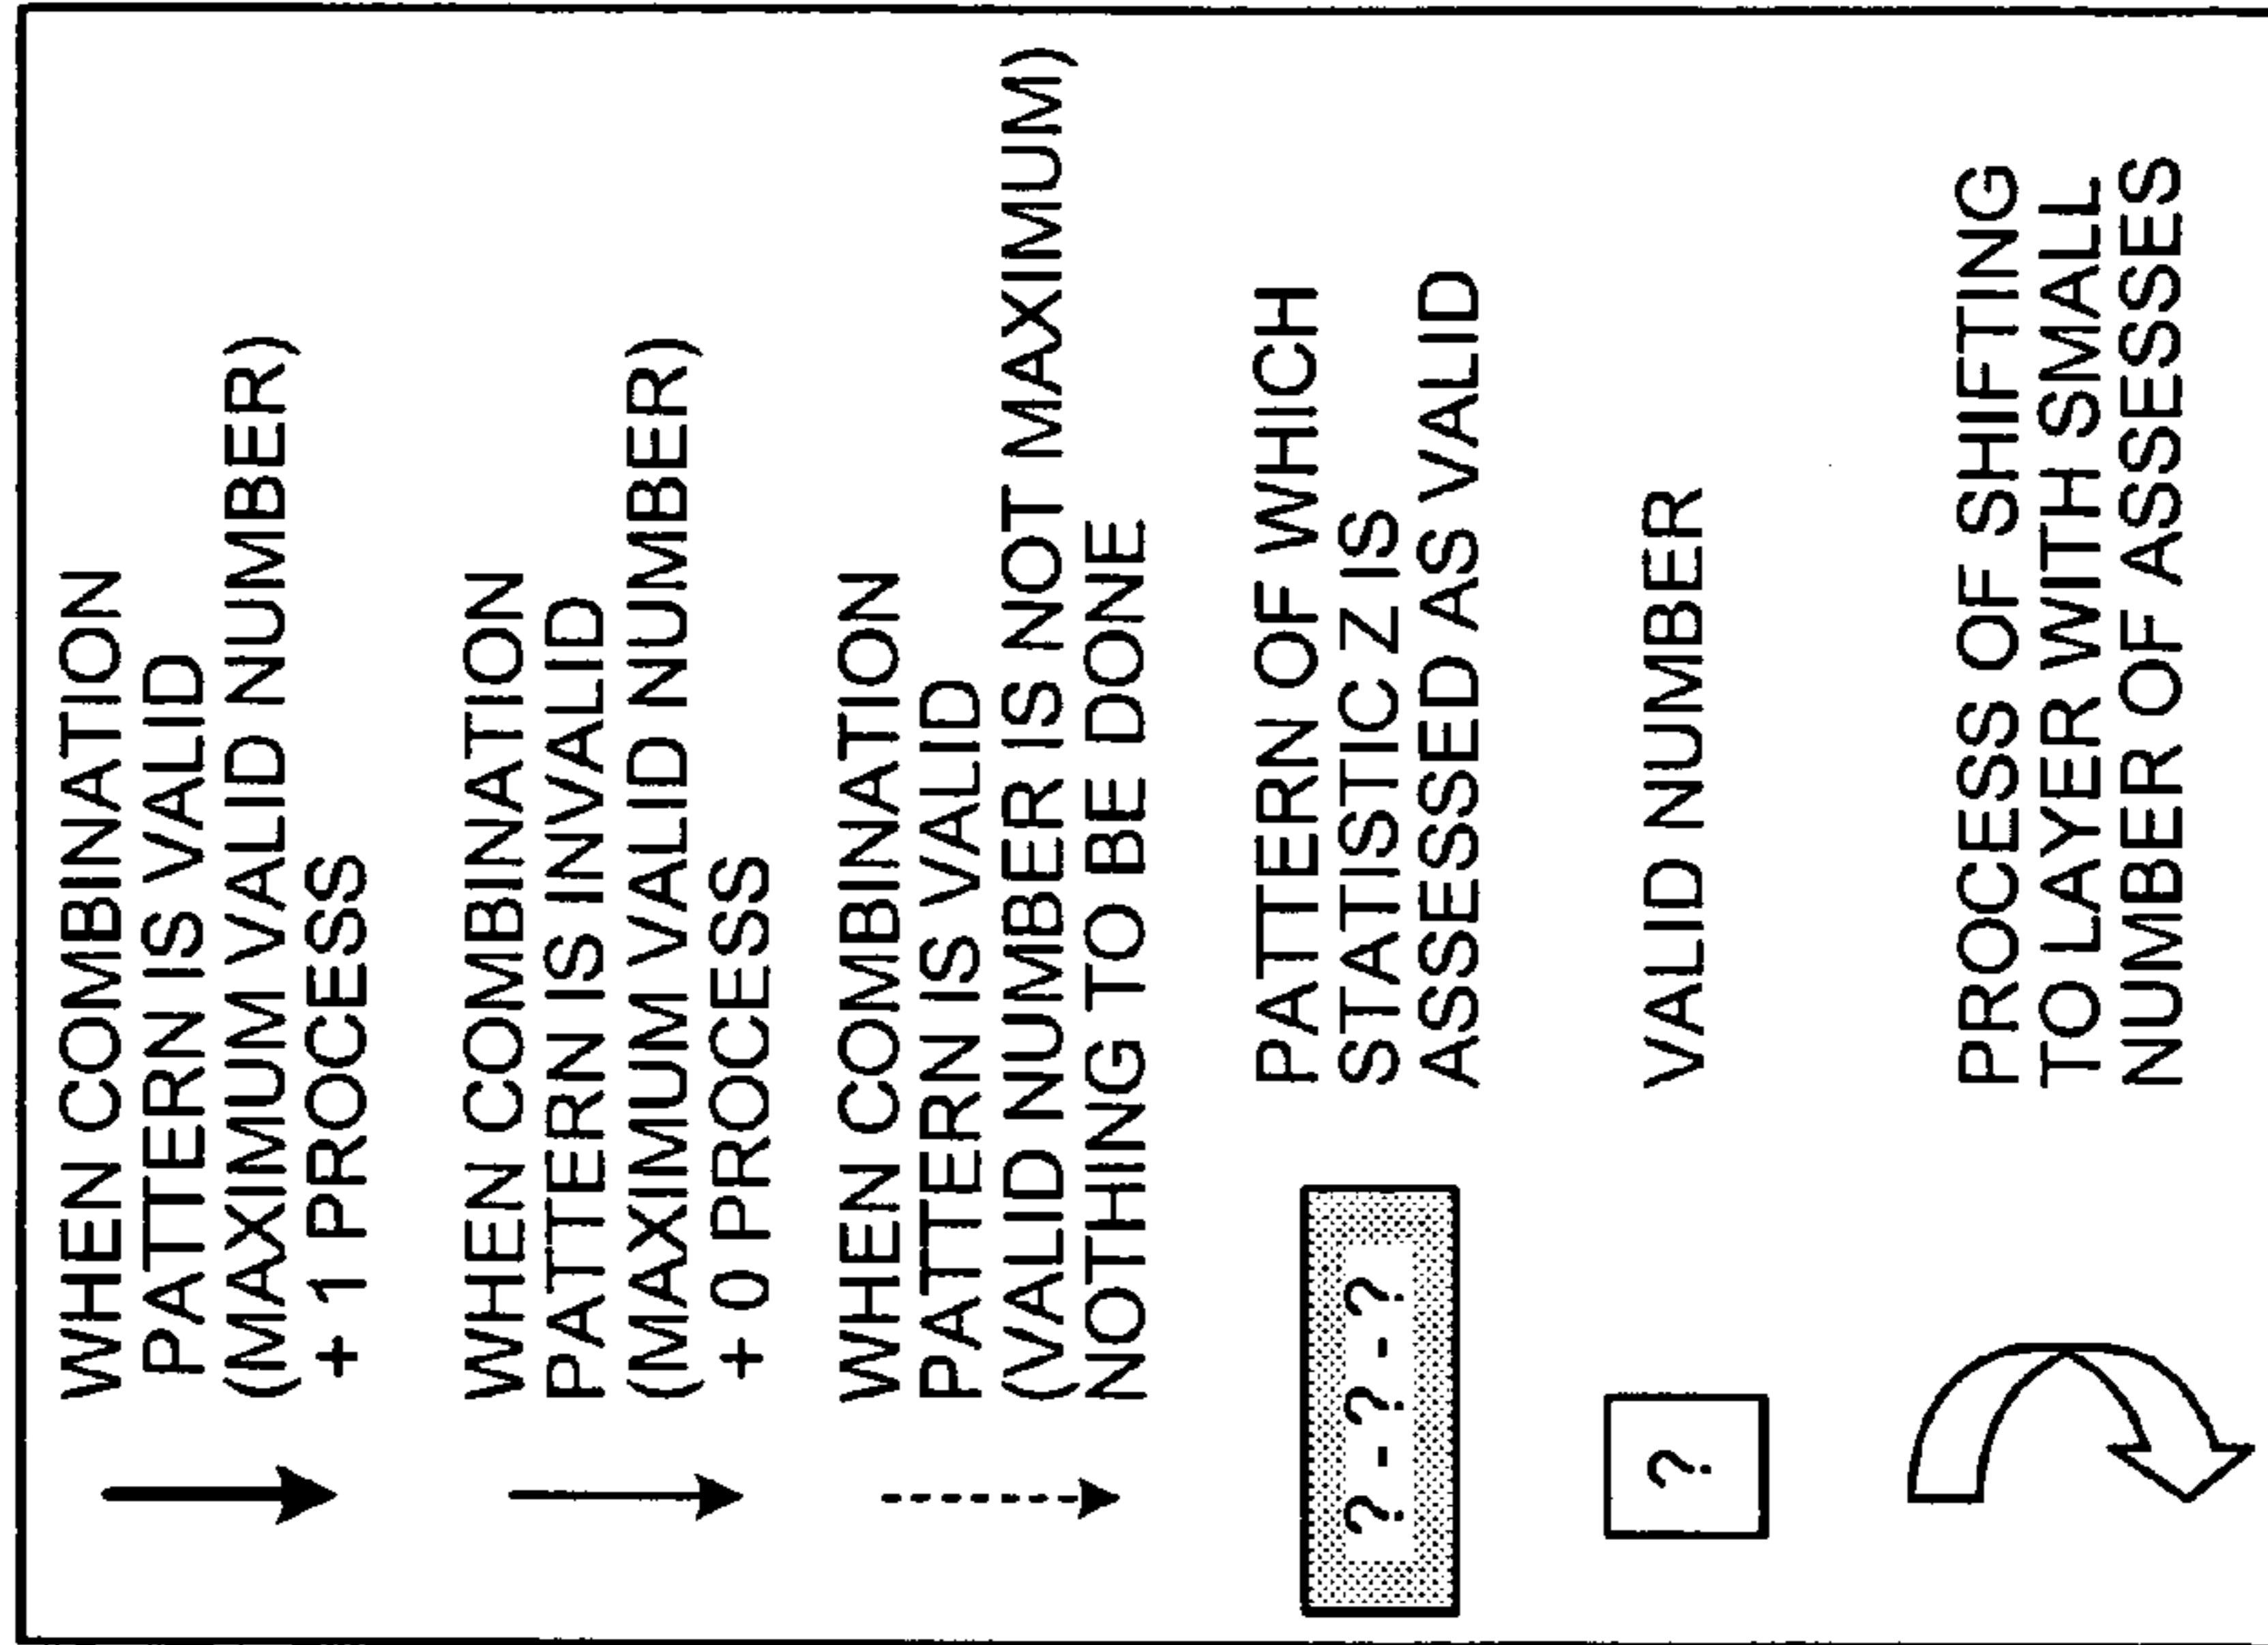 WHEN COMBINATION
PATTERN IS VALID
(MAXIMUM VALID NUMBER)
+ 1 PROCESS
WHEN COMBINATION
PATTERN IS INVALID
(MAXIMUM VALID NUMBER)
+ 0 PROCESS
WHEN COMBINATION
PATTERN IS VALID
(VALID NUMBER IS NOT MAXIMUM)
NOTHING TO BE DONE
? - ? - ?
PATTERN OF WHICH
STATISTIC Z IS
ASSESSED AS VALID
?
VALID NUMBER
PROCESS OF SHIFTING
TO LAYER WITH SMALL
NUMBER OF ASSESSES